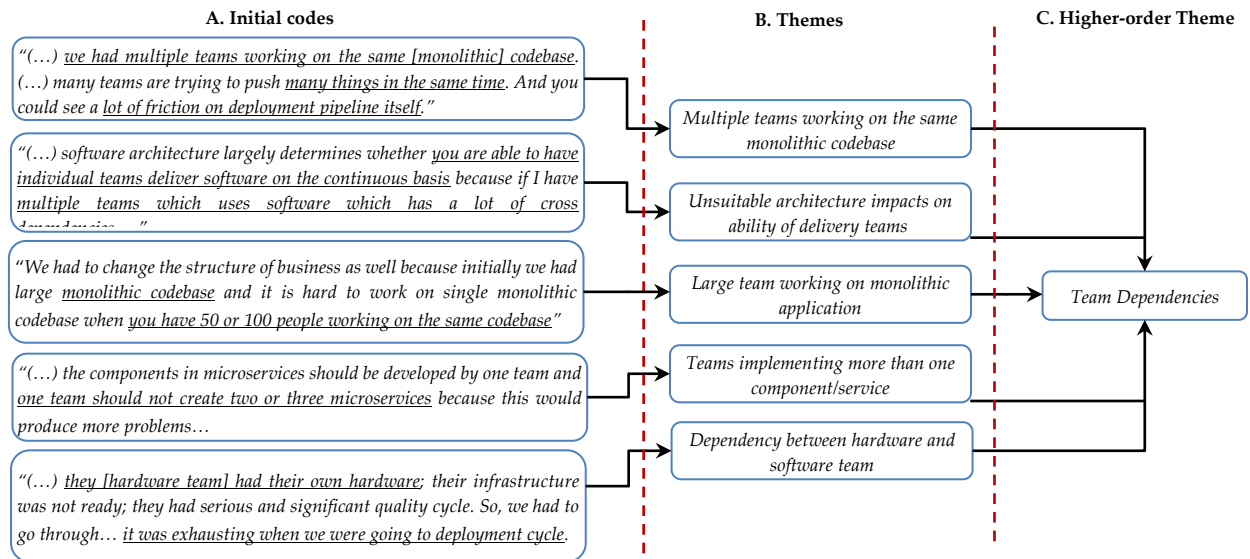 A. Initial codes
B. Themes
C. Higher-order Theme
“(…) we had multiple teams working on the same [monolithic] codebase.
(…) many teams are trying to push many things in the same time. And you
could see a lot of friction on deployment pipeline itself.”
“(…) software architecture largely determines whether you are able to have
individual teams deliver software on the continuous basis because if I have
multiple teams which uses software which has a lot of cross
“We had to change the structure of business as well because initially we had
large monolithic codebase and it is hard to work on single monolithic
codebase when you have 50 or 100 people working on the same codebase”
“(…) the components in microservices should be developed by one team and
one team should not create two or three microservices because this would
produce more problems…
“(…) they [hardware team] had their own hardware; their infrastructure
was not ready; they had serious and significant quality cycle. So, we had to
go through… it was exhausting when we were going to deployment cycle.
Multiple teams working on the same
monolithic codebase
Unsuitable architecture impacts on
ability of delivery teams
Large team working on monolithic
application
Teams implementing more than one
component/service
Dependency between hardware and
software team
Team Dependencies